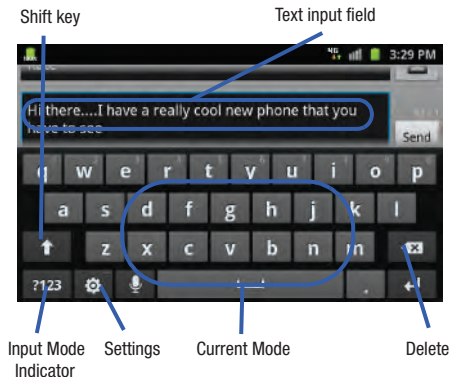 Shift key
Text input field
4G
3:29 PM
Hi there....I have a really cool new phone that you
have to see
Send
q w e r t y u i o p
a s d f g h j k l
z x c v b n m
?123 .
Input Mode
Indicator
Settings
Current Mode
Delete